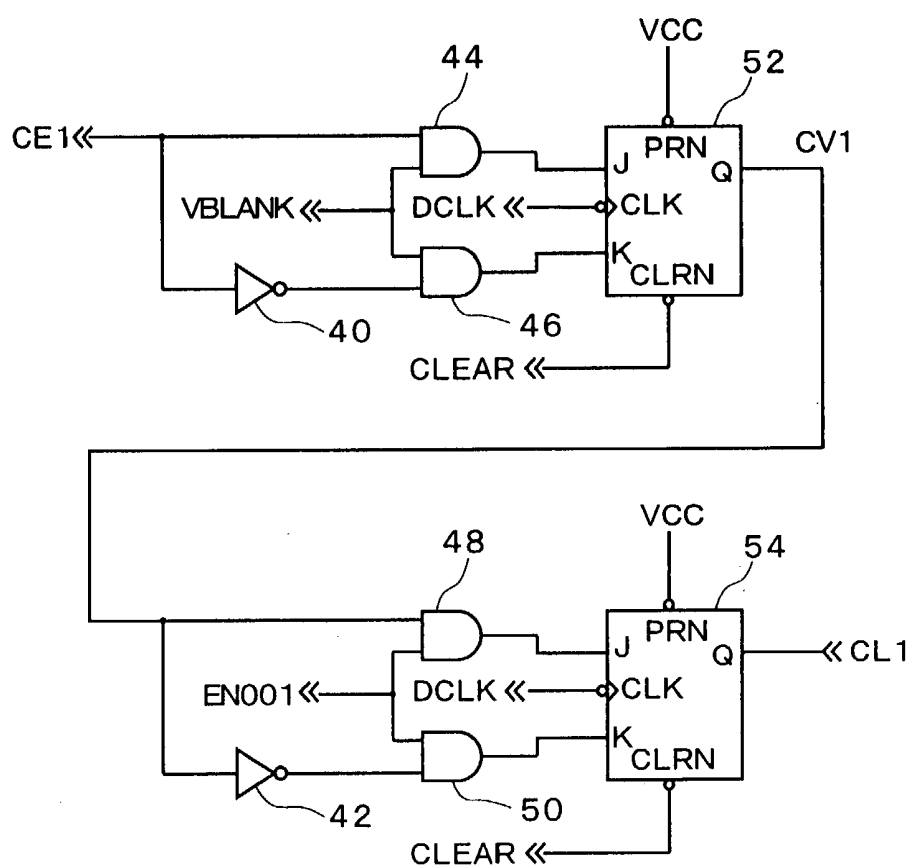 VCC
44
52
CE1
CV1
J PRN Q
VBLANK
DCLK
CLK
K
CLRN
40
46
CLEAR
VCC
48
54
J PRN Q
CL1
EN001
DCLK
CLK
K
CLRN
42
50
CLEAR